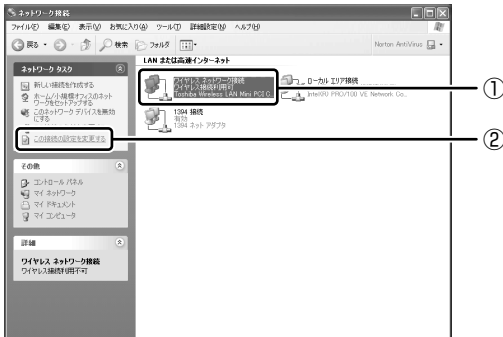 ネットワーク接続
ファイル(F) 編集(E) 表示(V) お気に入り(A) ツール(T) 詳細設定(N) ヘルプ(H)
戻る 検索 フォルダ Norton AntiVirus
ネットワーク タスク
新しい接続を作成する
ホーム/小規模オフィスのネット
ワークをセットアップする
このネットワーク デバイスを無効
にする
この接続の設定を変更する
その他
コントロール パネル
マイ ネットワーク
マイ ドキュメント
マイ コンピュータ
詳細
ワイヤレス ネットワーク接続
ワイヤレス接続利用不可
LAN または高速インターネット
ワイヤレス ネットワーク接続
ワイヤレス接続利用不可
Toshiba Wireless LAN Mini PCI C...
ローカル エリア接続
Intel(R) PRO/100 VE Network Co...
1394 接続
有効
1394 ネット アダプタ
①
②